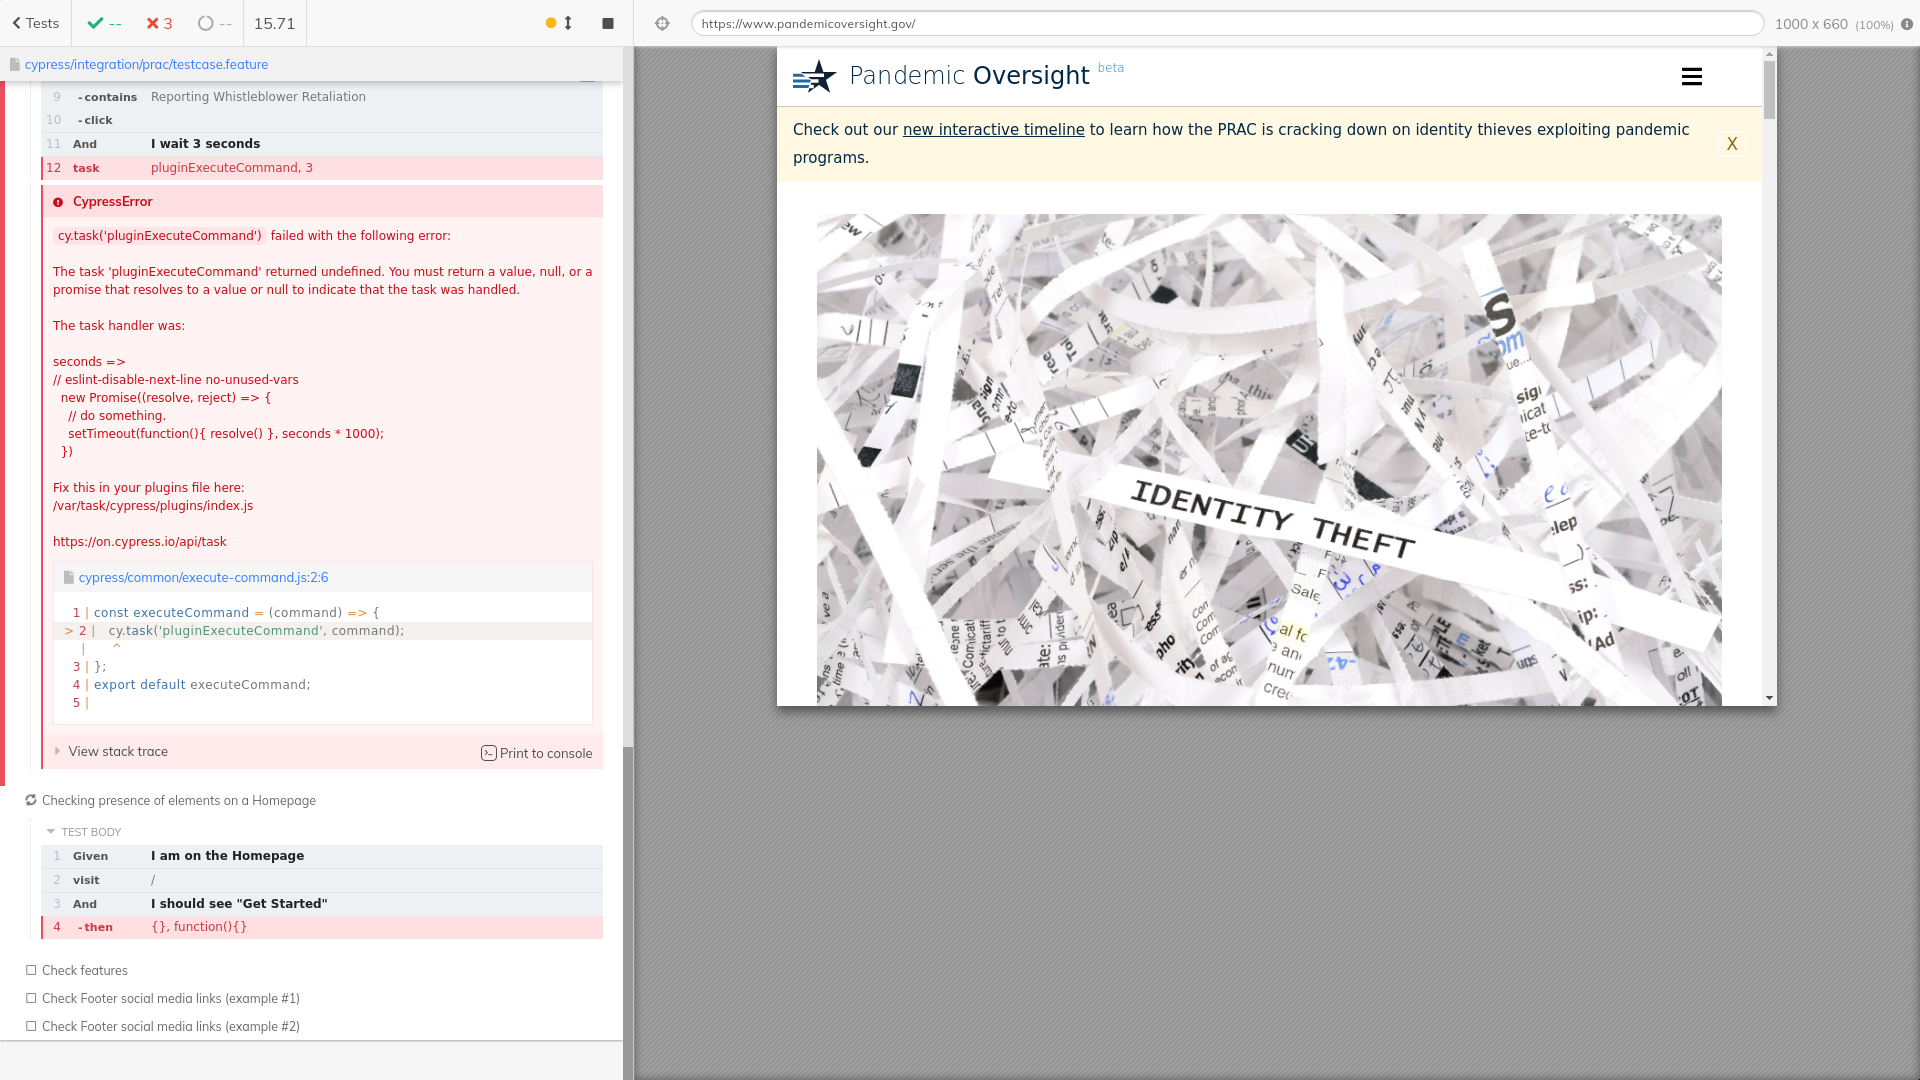 Tests
--
3
--
15.71
https://www.pandemicoversight.gov/
1000 x 660 (100%)
cypress/integration/prac/testcase.feature
9 -contains Reporting Whistleblower Retaliation
10 -click
11 And I wait 3 seconds
12 task pluginExecuteCommand, 3
CypressError
cy.task('pluginExecuteCommand') failed with the following error:
The task 'pluginExecuteCommand' returned undefined. You must return a value, null, or a
promise that resolves to a value or null to indicate that the task was handled.
The task handler was:
seconds =>
// eslint-disable-next-line no-unused-vars
new Promise((resolve, reject) => {
// do something.
setTimeout(function(){ resolve() }, seconds * 1000);
})
Fix this in your plugins file here:
/var/task/cypress/plugins/index.js
https://on.cypress.io/api/task
cypress/common/execute-command.js:2:6
1 | const executeCommand = (command) => {
> 2 | cy.task('pluginExecuteCommand', command);
| ^
3 | };
4 | export default executeCommand;
5 |
View stack trace
Print to console
Checking presence of elements on a Homepage
TEST BODY
1 Given I am on the Homepage
2 visit /
3 And I should see "Get Started"
4 -then {}, function(){}
Check features
Check Footer social media links (example #1)
Check Footer social media links (example #2)
Pandemic Oversight beta
Check out our new interactive timeline to learn how the PRAC is cracking down on identity thieves exploiting pandemic
programs.
X
IDENTITY THEFT